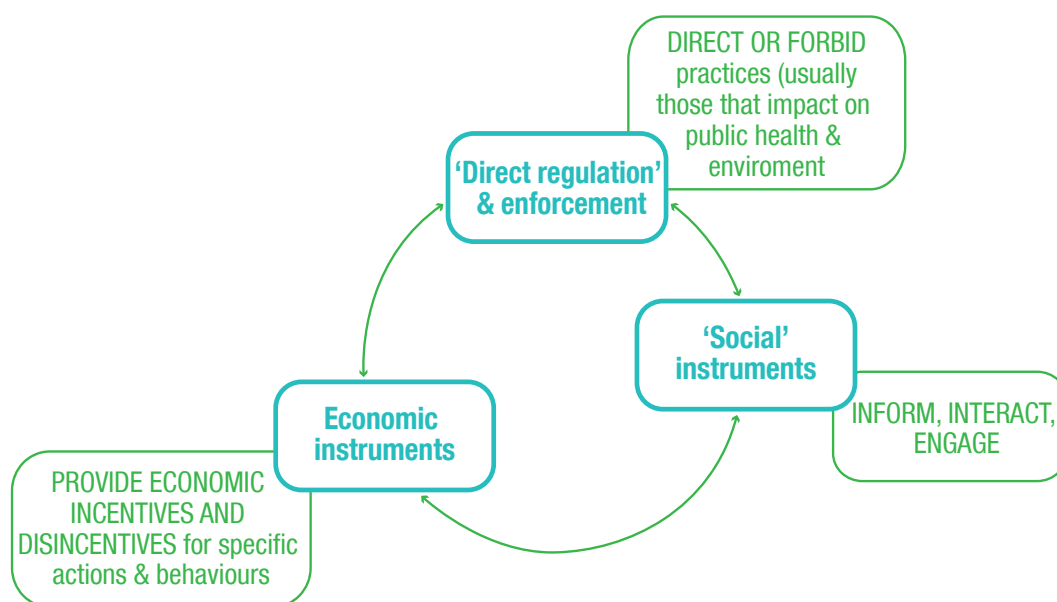 DIRECT OR FORBID
practices (usually
those that impact on
public health &
enviroment
‘Direct regulation’
& enforcement
‘Social’
instruments
INFORM, INTERACT,
ENGAGE
Economic
instruments
PROVIDE ECONOMIC
INCENTIVES AND
DISINCENTIVES for specific
actions & behaviours